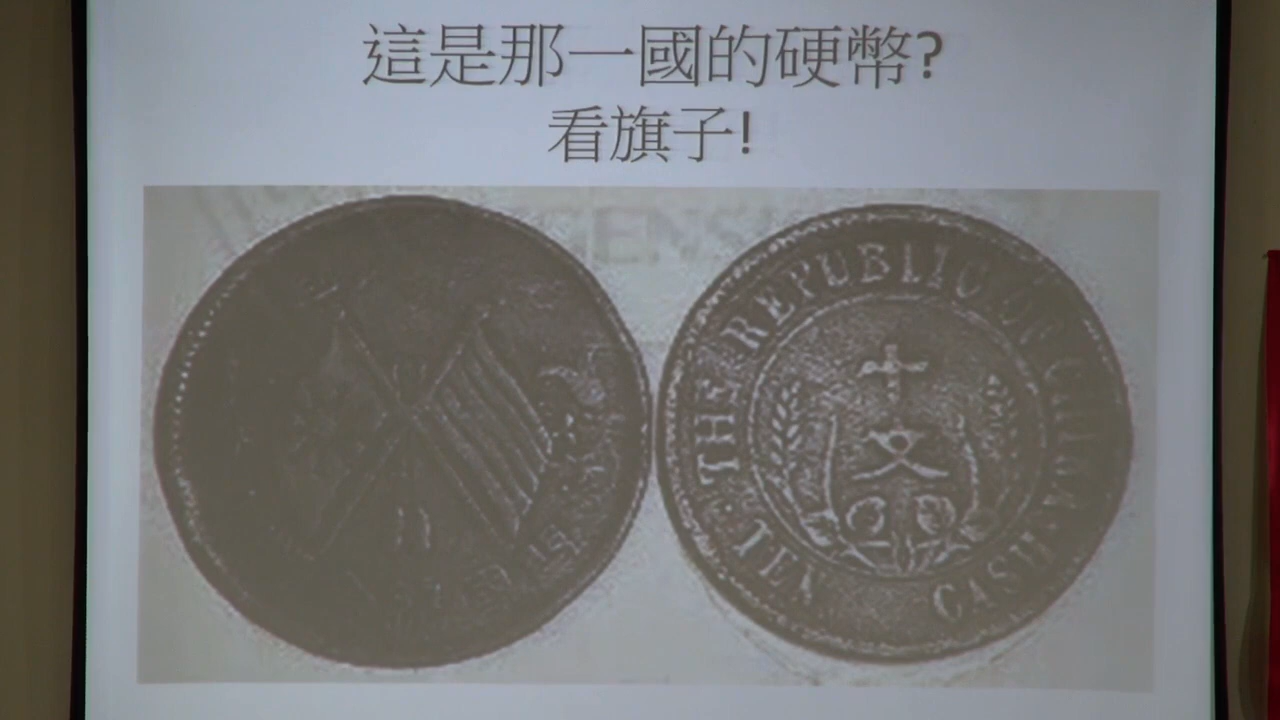 這是那一國的硬幣?
看旗子!
THE REPUBLIC OF CHINA
十
文
TEN CASH